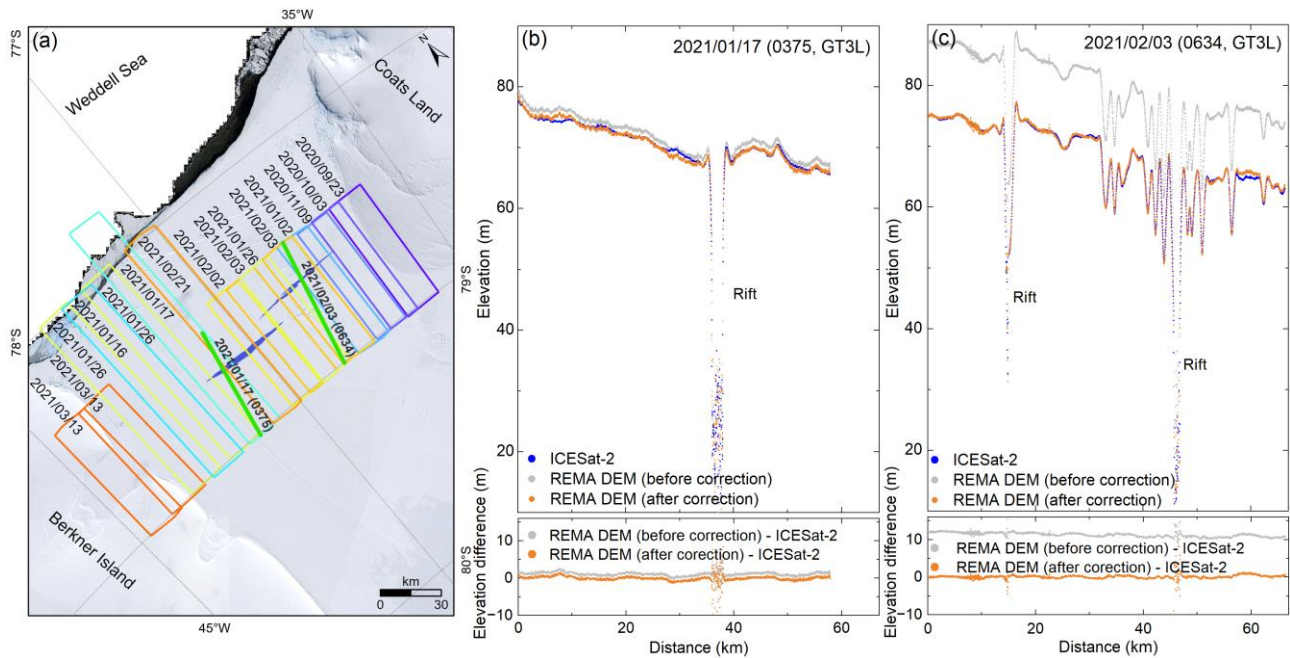 (a)
35°W
77°S
Weddell Sea
Coats Land
N
2020/09/23
2020/10/03
2020/11/09
2021/01/02
2021/02/03
2021/01/26
2021/02/03
2021/02/02
2021/02/21
2021/01/17
2021/01/26
2021/01/16
2021/01/26
2021/03/13
2021/03/13
2021/02/03 (0634)
2021/01/17 (0375)
79°S
78°S
80°S
Berkner Island
45°W
km
0
30
(b)
2021/01/17 (0375, GT3L)
80
60
40
20
Elevation (m)
Rift
ICESat-2
REMA DEM (before correction)
REMA DEM (after correction)
10
0
−10
Elevation difference (m)
REMA DEM (before correction) - ICESat-2
REMA DEM (after corection) - ICESat-2
0
20
40
60
Distance (km)
(c)
2021/02/03 (0634, GT3L)
80
60
40
20
Elevation (m)
Rift
Rift
ICESat-2
REMA DEM (before correction)
REMA DEM (after correction)
10
0
−10
Elevation difference (m)
REMA DEM (before correction) - ICESat-2
REMA DEM (after corection) - ICESat-2
0
20
40
60
Distance (km)